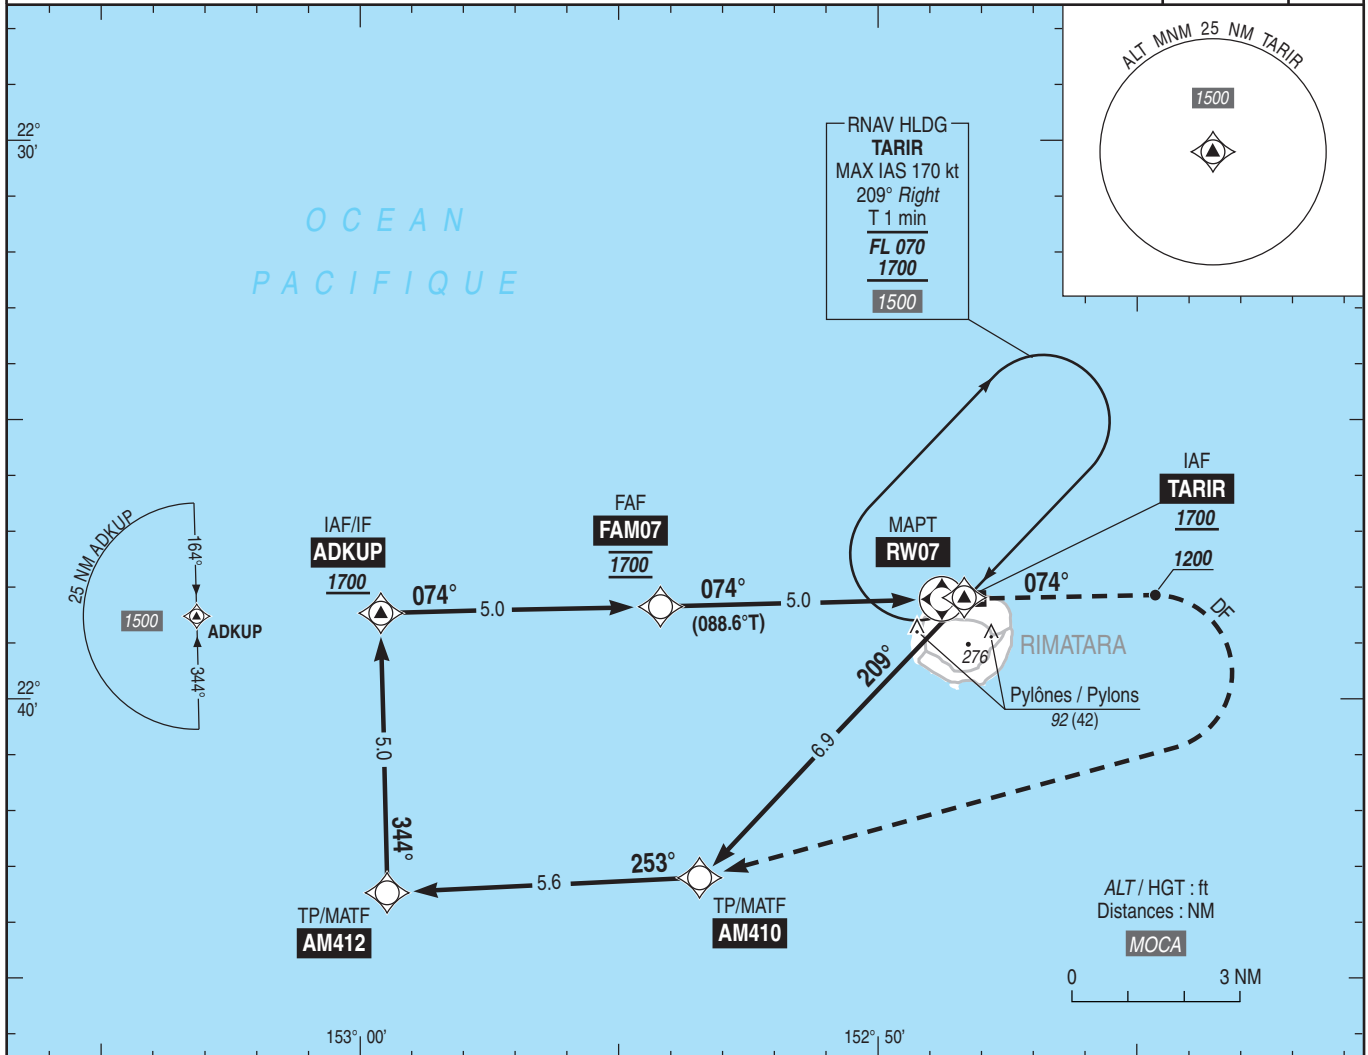 ALT MNM 25 NM TARIR
1500
22°
30'
RNAV HLDG
TARIR
MAX IAS 170 kt
209° Right
T 1 min
FL 070
1700
1500
OCEAN
PACIFIQUE
IAF
TARIR
1700
1200
FAF
FAM07
1700
MAPT
RW07
IAF/IF
ADKUP
1700
25 NM ADKUP
164°
1500
ADKUP
344°
074°
5.0
074°
(088.6°T)
5.0
074°
DF
RIMATARA
276
209°
Pylônes / Pylons
92 (42)
22°
40'
5.0
6.9
344°
253°
5.6
TP/MATF
AM412
TP/MATF
AM410
ALT / HGT : ft
Distances : NM
MOCA
0 3 NM
153° 00'
152° 50'